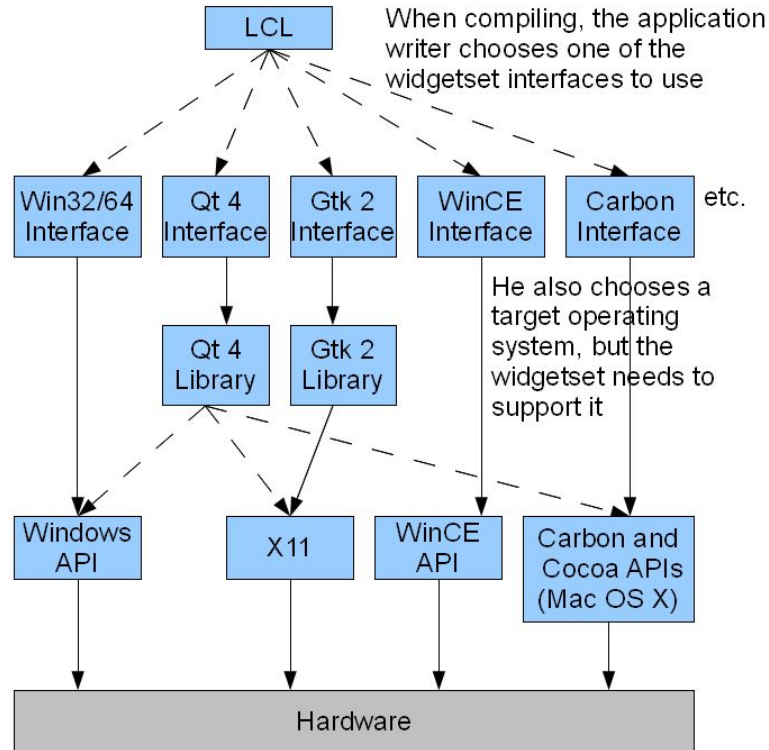 LCL
When compiling, the application
writer chooses one of the
widgetset interfaces to use
Win32/64
Interface
Qt 4
Interface
Gtk 2
Interface
WinCE
Interface
Carbon
Interface
etc.
He also chooses a
target operating
system, but the
widgetset needs to
support it
Qt 4
Library
Gtk 2
Library
Windows
API
X11
WinCE
API
Carbon and
Cocoa APIs
(Mac OS X)
Hardware